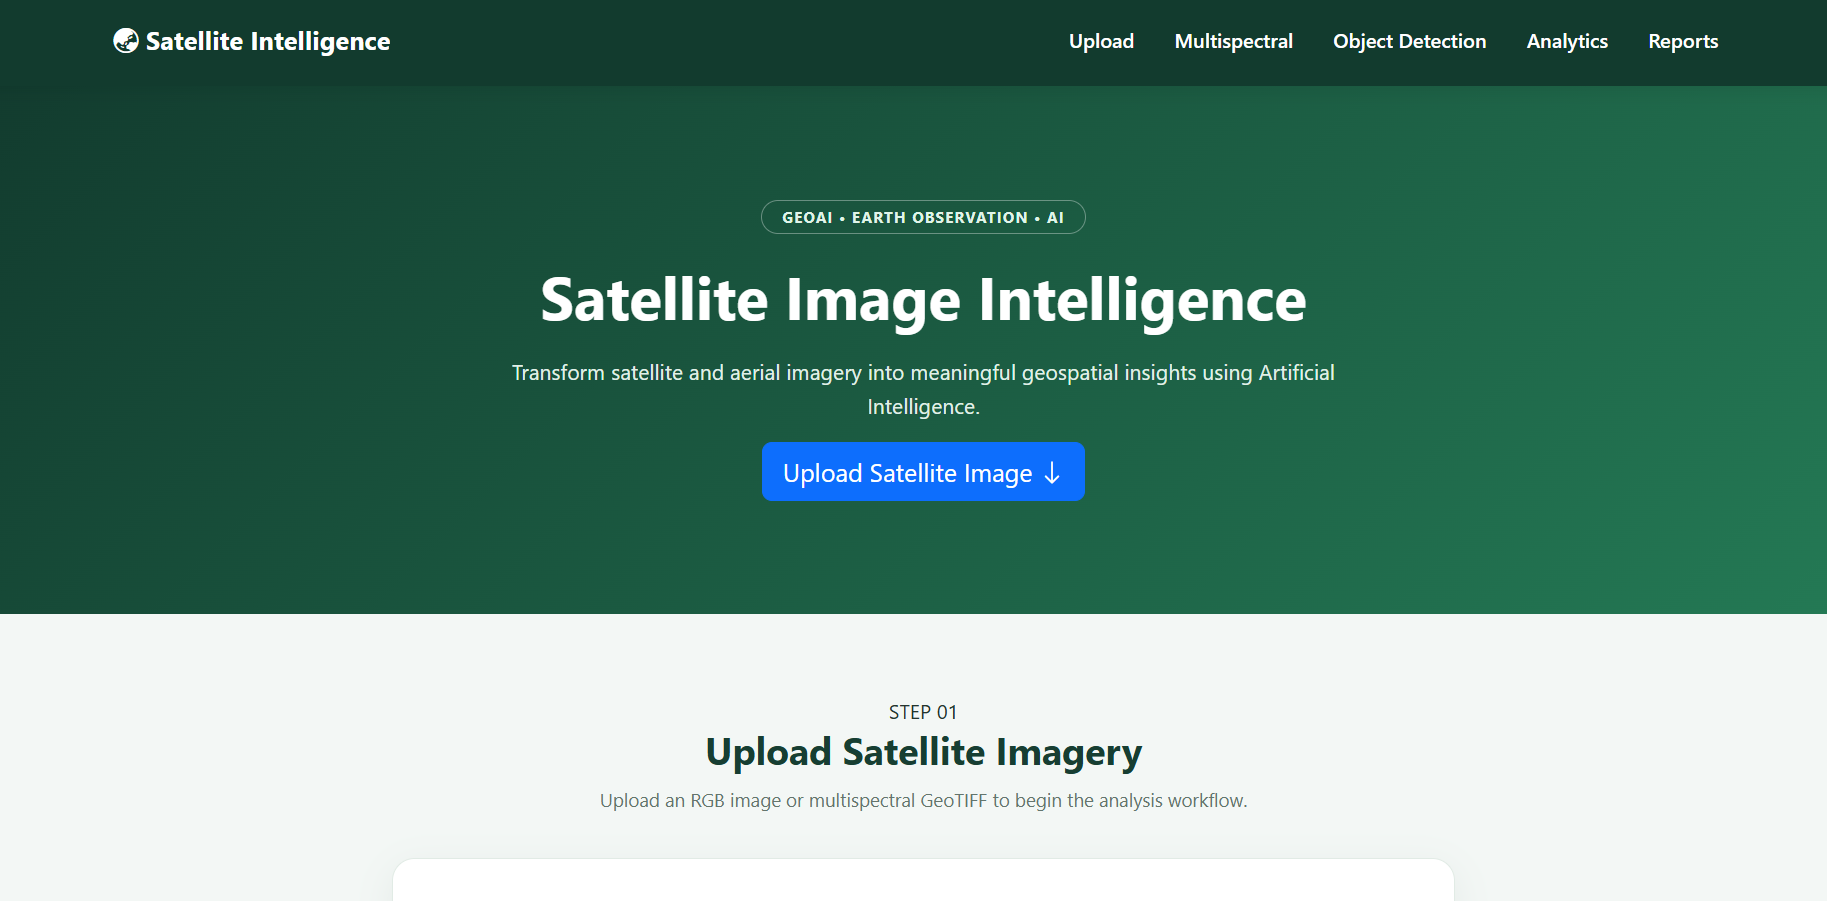 Satellite Intelligence
Upload
Multispectral
Object Detection
Analytics
Reports
GEOAI • EARTH OBSERVATION • AI
Satellite Image Intelligence
Transform satellite and aerial imagery into meaningful geospatial insights using Artificial
Intelligence.
Upload Satellite Image ↓
STEP 01
Upload Satellite Imagery
Upload an RGB image or multispectral GeoTIFF to begin the analysis workflow.